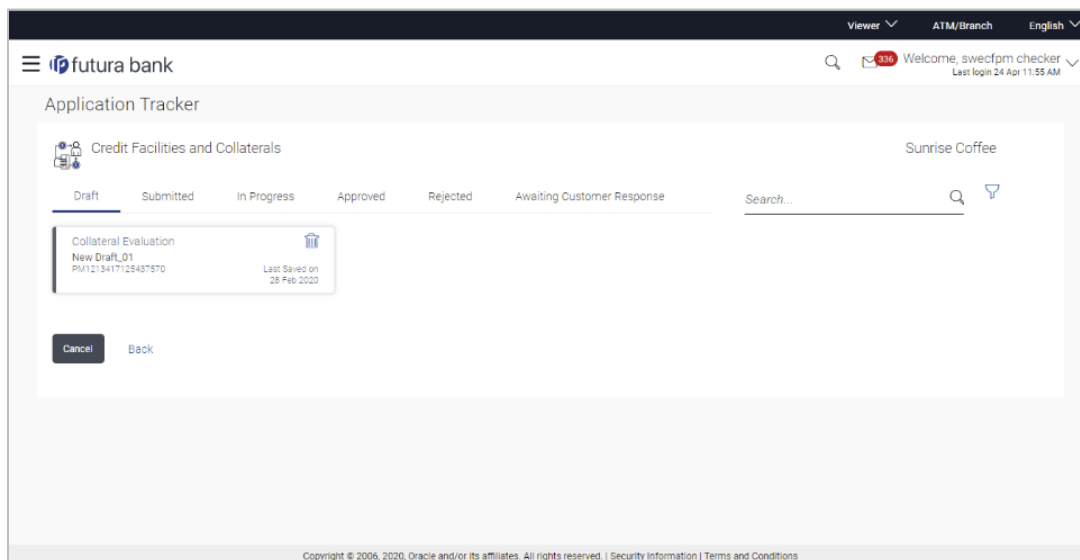 Viewer ATM/Branch English
futura bank
336
Welcome, swecfpm checker
Last login 24 Apr 11:55 AM
Application Tracker
Credit Facilities and Collaterals
Sunrise Coffee
Draft Submitted In Progress Approved Rejected Awaiting Customer Response
Search...
Collateral Evaluation
New Draft_01
PM1213417125437570
Last Saved on
28 Feb 2020
Cancel Back
Copyright © 2006, 2020, Oracle and/or its affiliates. All rights reserved. | Security Information | Terms and Conditions